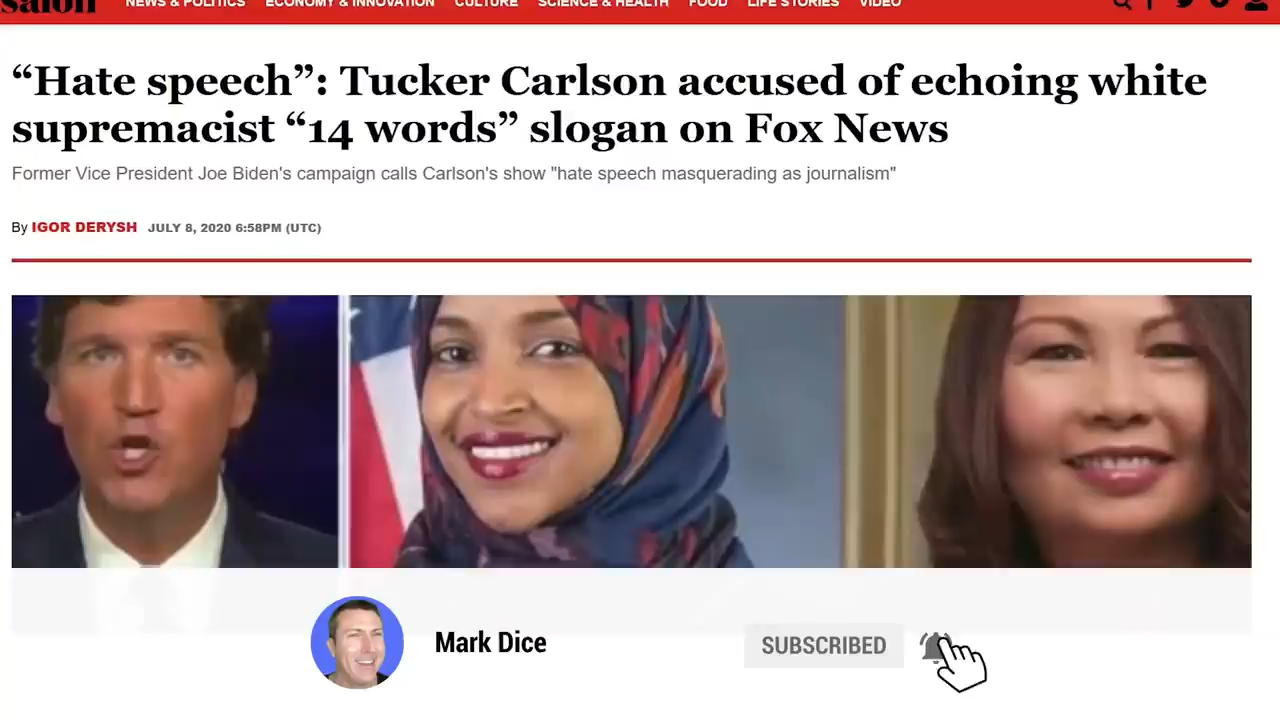 salon
NEWS & POLITICS ECONOMY & INNOVATION CULTURE SCIENCE & HEALTH FOOD LIFE STORIES VIDEO
“Hate speech”: Tucker Carlson accused of echoing white
supremacist “14 words” slogan on Fox News
Former Vice President Joe Biden's campaign calls Carlson's show "hate speech masquerading as journalism"
By IGOR DERYSH JULY 8, 2020 6:58PM (UTC)
Mark Dice
SUBSCRIBED